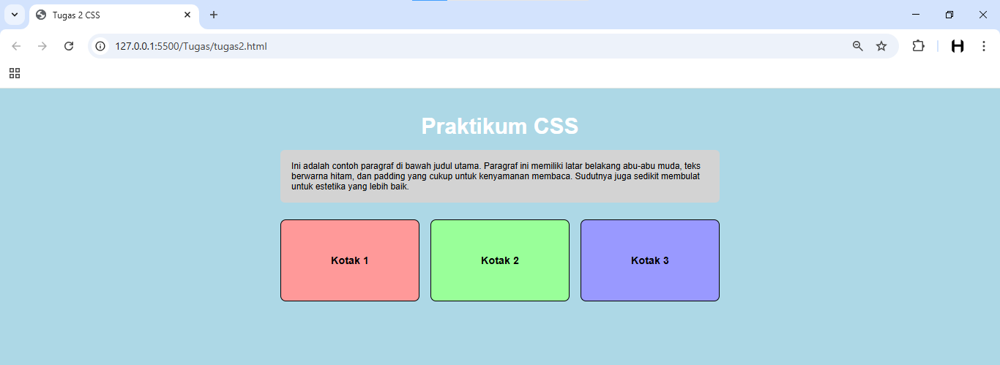 Tugas 2 CSS
127.0.0.1:5500/Tugas/tugas2.html
Praktikum CSS
Ini adalah contoh paragraf di bawah judul utama. Paragraf ini memiliki latar belakang abu-abu muda, teks
berwarna hitam, dan padding yang cukup untuk kenyamanan membaca. Sudutnya juga sedikit membulat
untuk estetika yang lebih baik.
Kotak 1
Kotak 2
Kotak 3